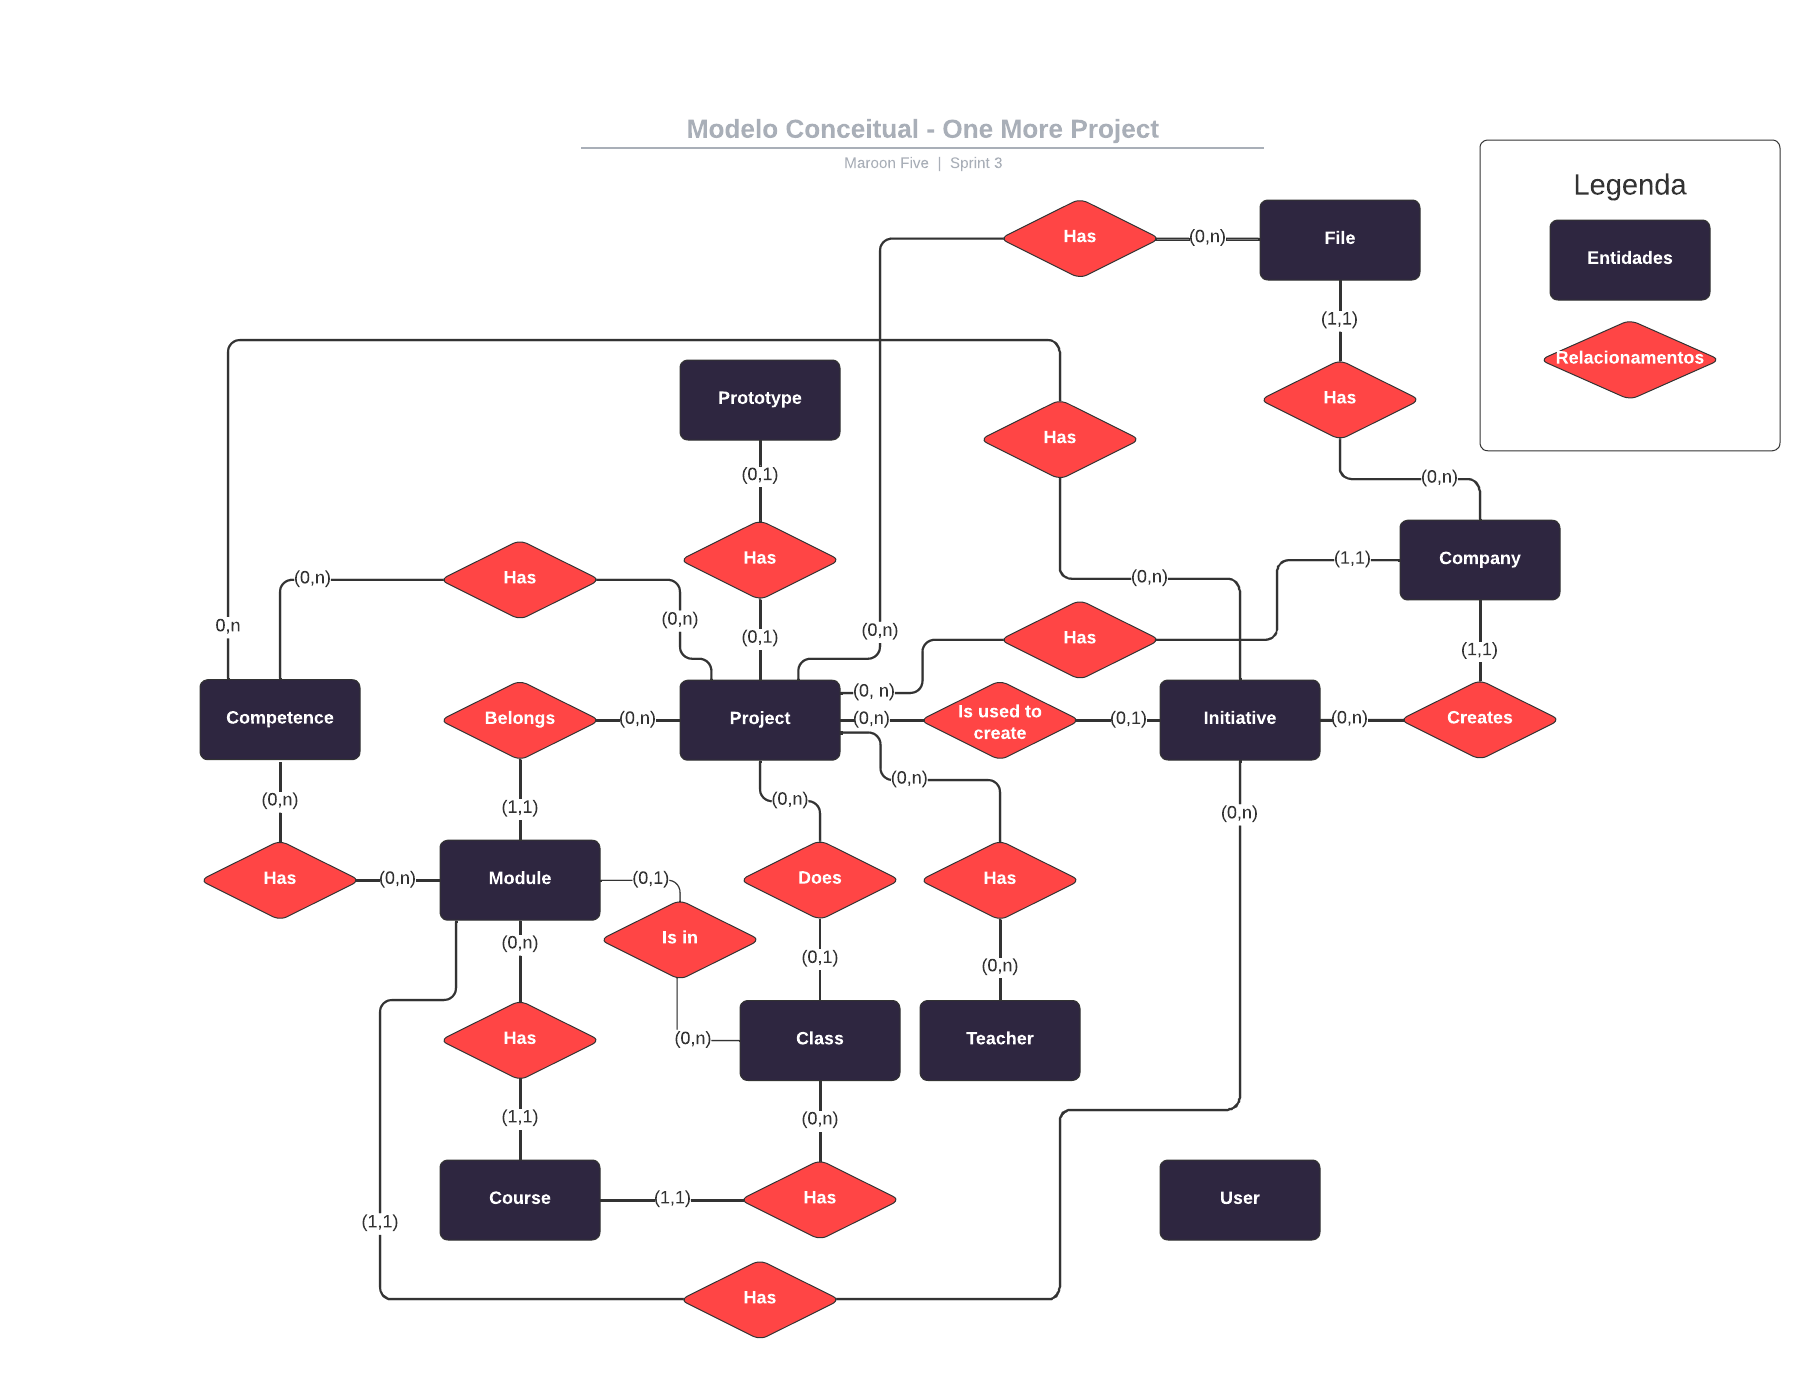 Modelo Conceitual - One More Project
Maroon Five | Sprint 3
Legenda
Entidades
Relacionamentos
Has
(0,n)
File
(1,1)
Has
(0,n)
Prototype
(0,1)
Has
(0,1)
Has
(0,n)
Company
(1,1)
(0,n)
Has
(0,n)
0,n
(0,n)
Has
(1,1)
(0, n)
Competence
Belongs
(0,n)
Project
(0,n)
Is used to
create
(0,1)
Initiative
(0,n)
Creates
(0,n)
(1,1)
(0,n)
(0,n)
(0,n)
Has
(0,n)
Module
(0,1)
Is in
(0,n)
Does
(0,1)
Has
(0,n)
(0,n)
Has
(1,1)
Class
Teacher
(0,n)
Course
(1,1)
Has
User
(1,1)
Has